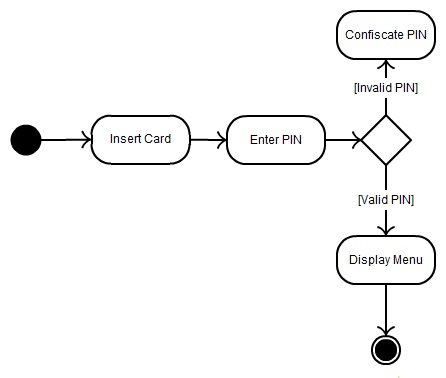 Confiscate PIN
[Invalid PIN]
Insert Card
Enter PIN
[Valid PIN]
Display Menu